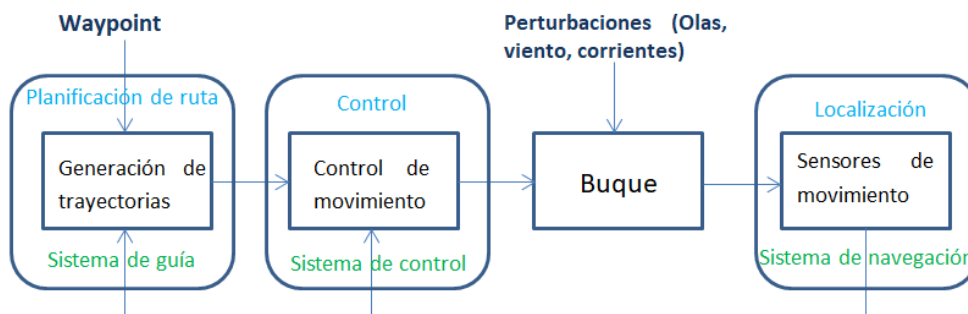 Waypoint
Perturbaciones (Olas,
viento, corrientes)
Planificación de ruta
Control
Localización
Generación de
trayectorias
Control de
movimiento
Buque
Sensores de
movimiento
Sistema de guía
Sistema de control
Sistema de navegación